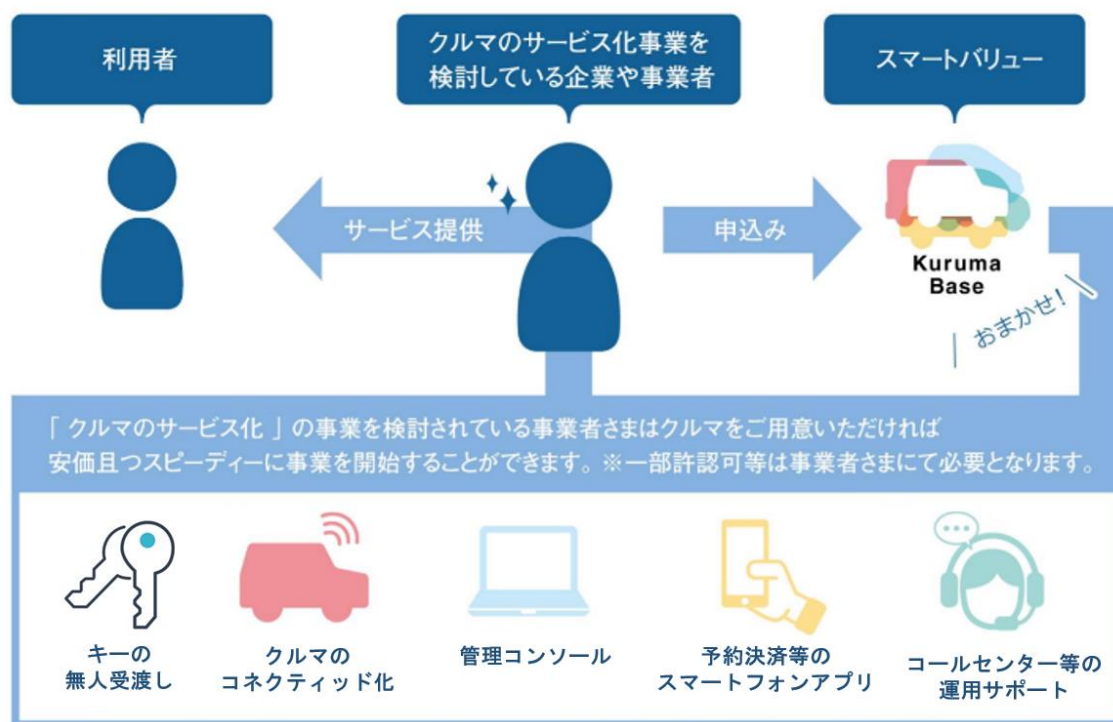 利用者
クルマのサービス化事業を
検討している企業や事業者
スマートバリュー
サービス提供
申込み
Kuruma
Base
おまかせ!
「 クルマのサービス化 」 の事業を検討されている事業者さまはクルマをご用意いただければ
安価且つスピーディーに事業を開始することができます。※一部許認可等は事業者さまにて必要となります。
キーの
無人受渡し
クルマの
コネクティッド化
管理コンソール
予約決済等の
スマートフォンアプリ
コールセンター等の
運用サポート